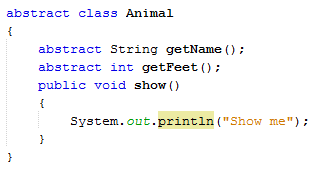 abstract class Animal
{
    abstract String getName();
    abstract int getFeet();
    public void show()
    {
        System.out.println("Show me");
    }
}